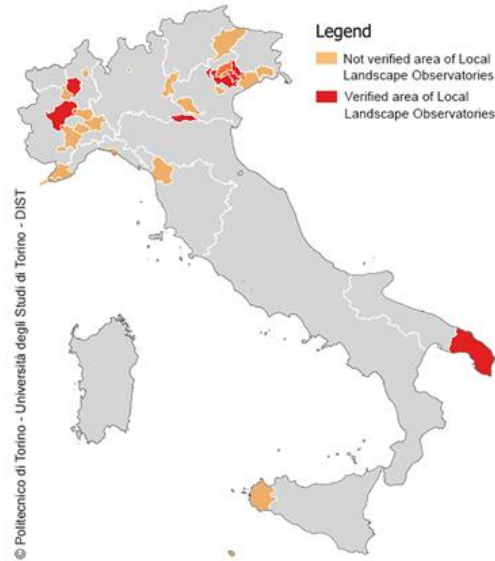 Legend
Not verified area of Local
Landscape Observatories
Verified area of Local
Landscape Observatories
© Politecnico di Torino - Università degli Studi di Torino - DIST